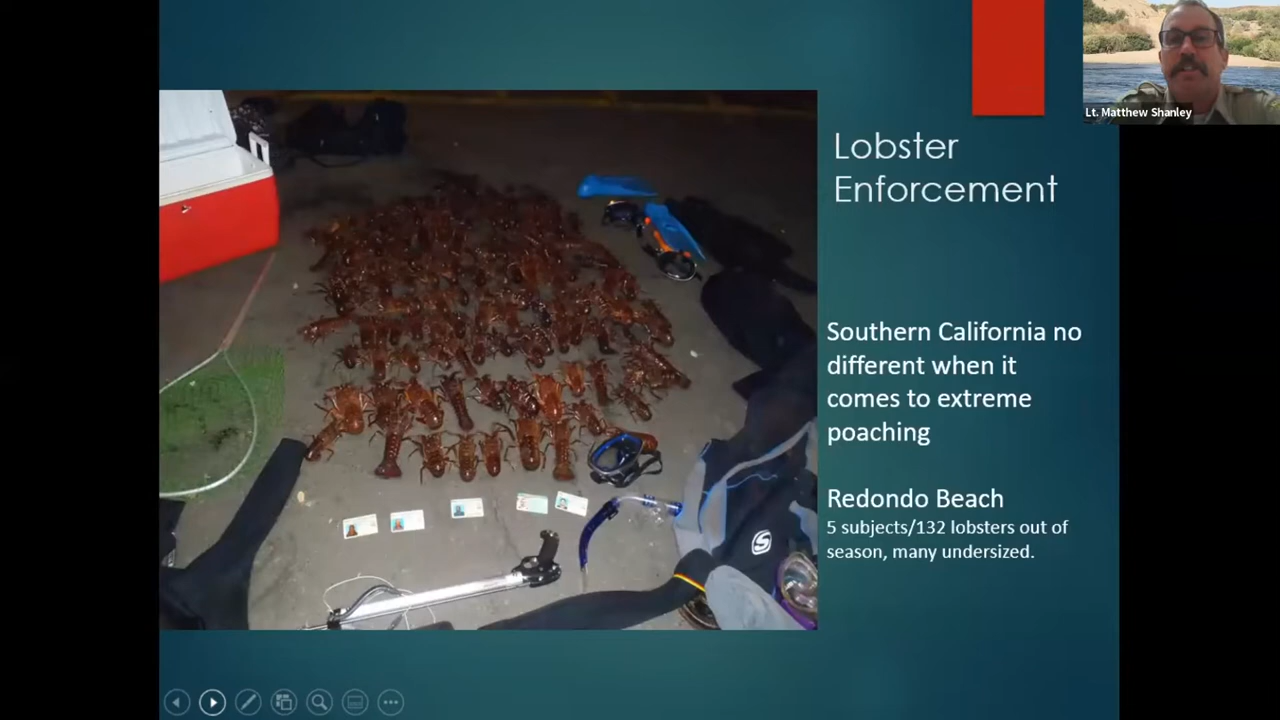 Lt. Matthew Shanley
Lobster
Enforcement
Southern California no
different when it
comes to extreme
poaching
Redondo Beach
5 subjects/132 lobsters out of
season, many undersized.